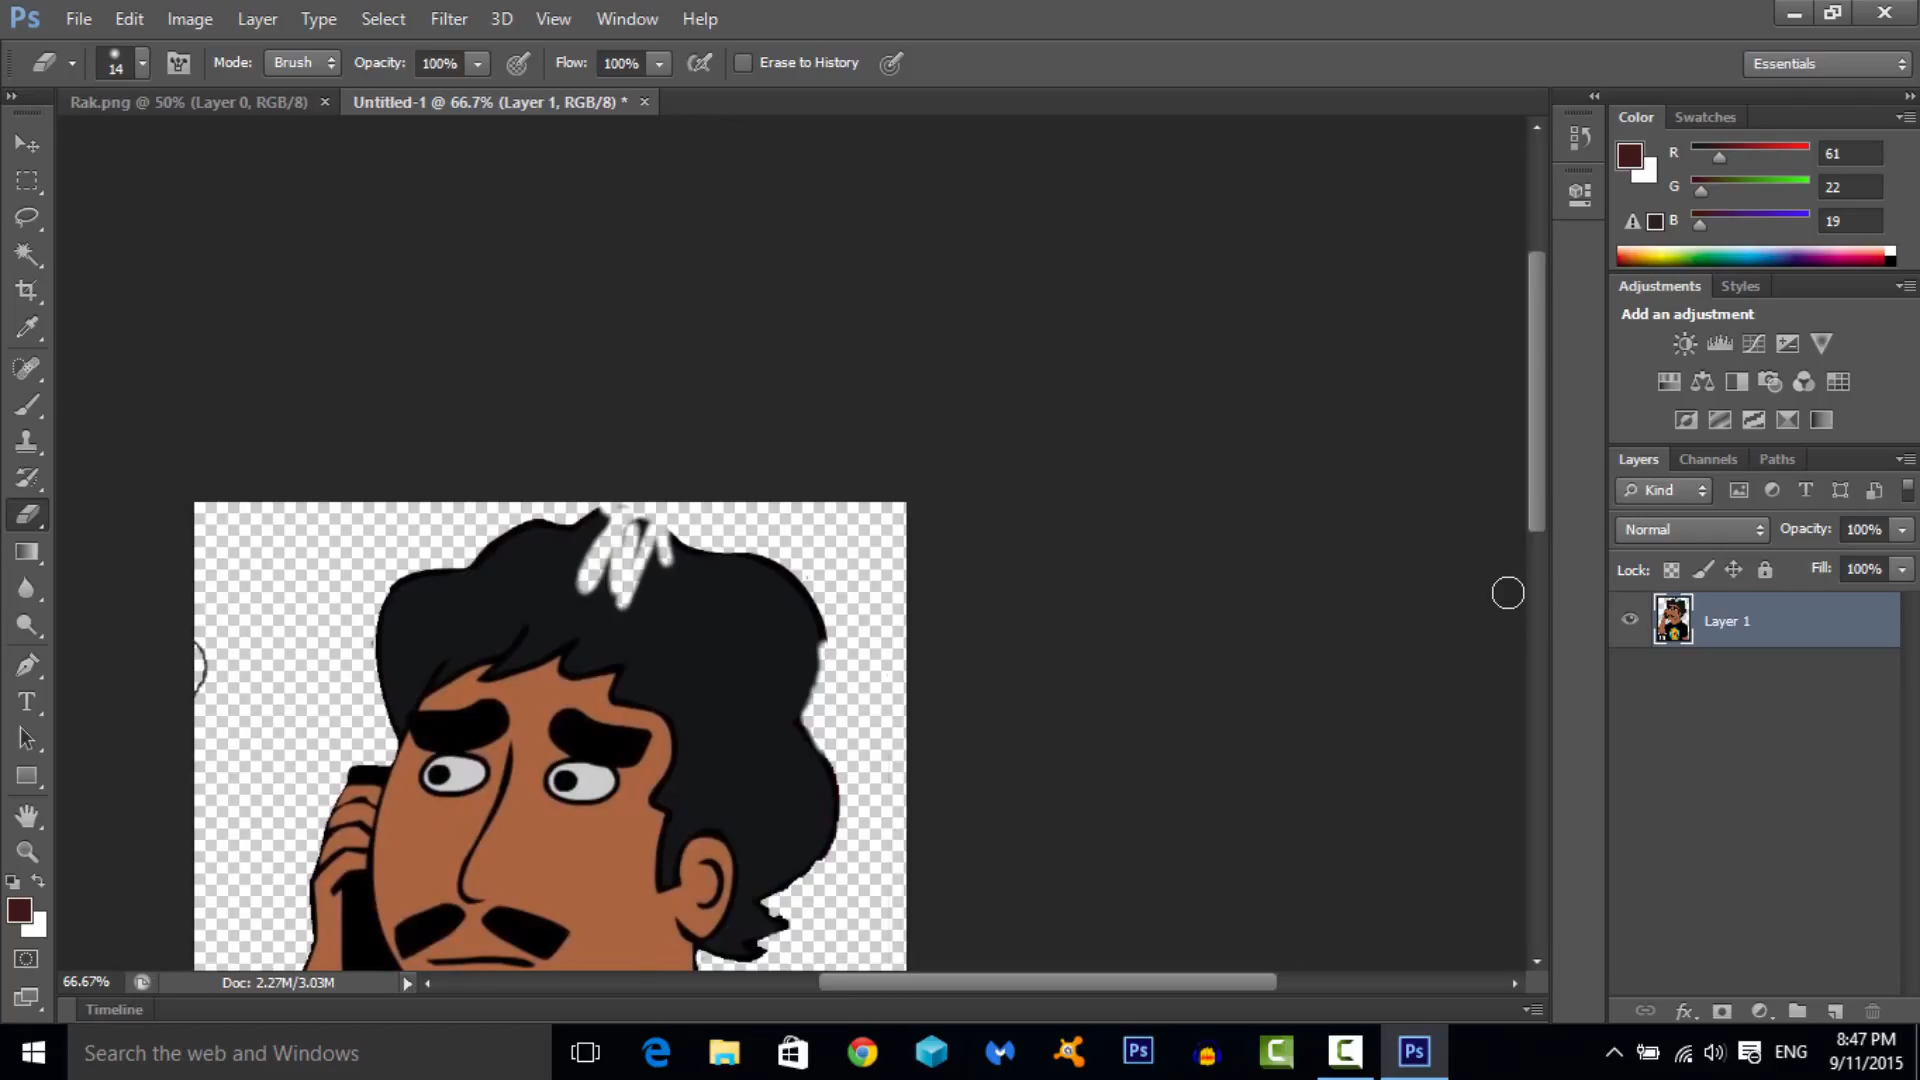 Ps File Edit Image Layer Type Select Filter 3D View Window Help
14 Mode: Brush Opacity: 100% Flow: 100% Erase to History Essentials
Rak.png @ 50% (Layer 0, RGB/8) × Untitled-1 @ 66.7% (Layer 1, RGB/8) * ×
Color Swatches
R 61
G 22
B 19
Adjustments Styles
Add an adjustment
Layers Channels Paths
Kind
Normal Opacity: 100%
Lock: Fill: 100%
Layer 1
66.67% Doc: 2.27M/3.03M
Timeline
Search the web and Windows
Ps
Ps
ENG
8:47 PM
9/11/2015